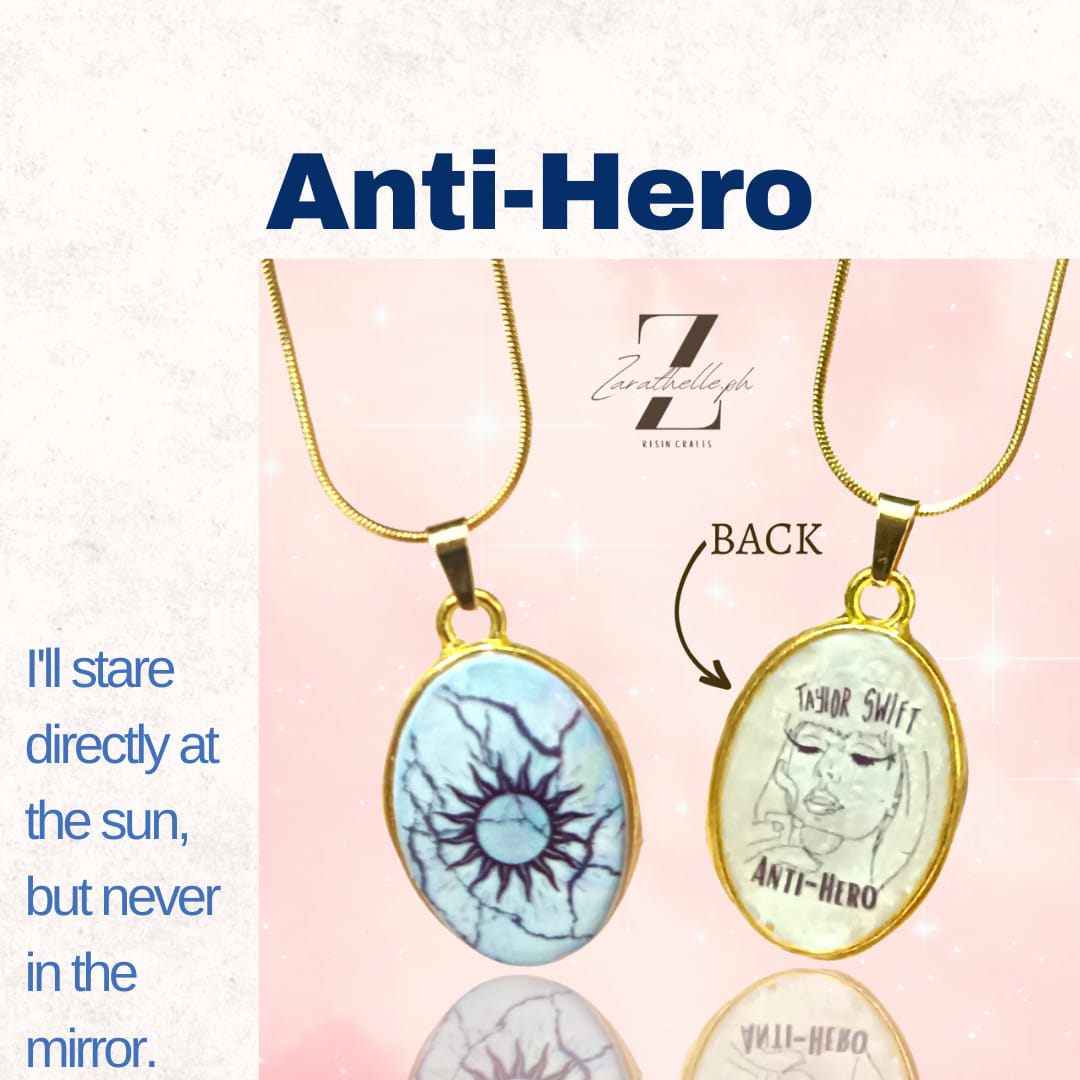 Anti-Hero
Z
Zarathelle.ph
RESIN CRAFTS
BACK
TAYLOR SWIFT
ANTI-HERO
I'll stare
directly at
the sun,
but never
in the
mirror.
ANTI-HERO